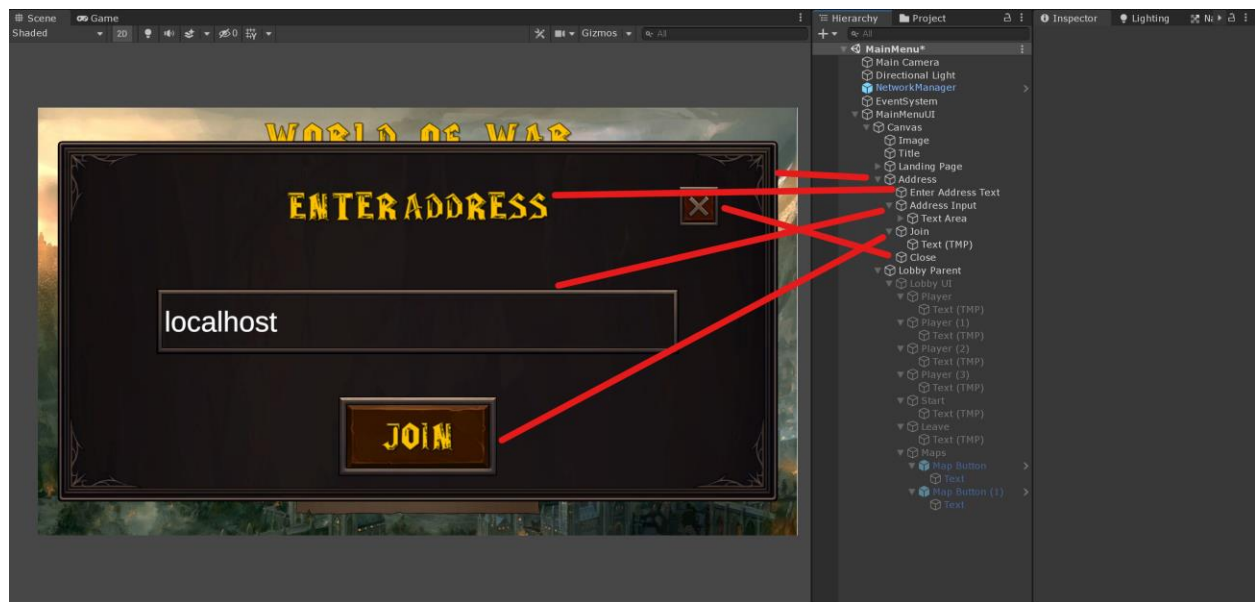 Scene Game
Shaded 2D 0 Gizmos All
WORLD OF WAR
ENTER ADDRESS
localhost
JOIN
Hierarchy Project
All
MainMenu*
Main Camera
Directional Light
NetworkManager
EventSystem
MainMenuUI
Canvas
Image
Title
Landing Page
Address
Enter Address Text
Address Input
Text Area
Join
Text (TMP)
Close
Lobby Parent
Lobby UI
Player
Text (TMP)
Player (1)
Text (TMP)
Player (2)
Text (TMP)
Player (3)
Text (TMP)
Start
Text (TMP)
Leave
Text (TMP)
Maps
Map Button
Text
Map Button (1)
Text
Inspector Lighting